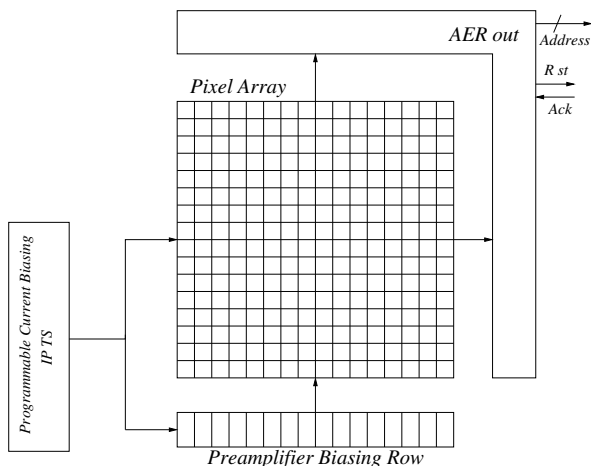 AER out
Address
R st
Ack
Pixel Array
Programmable Current Biasing
IP TS
Preamplifier Biasing Row